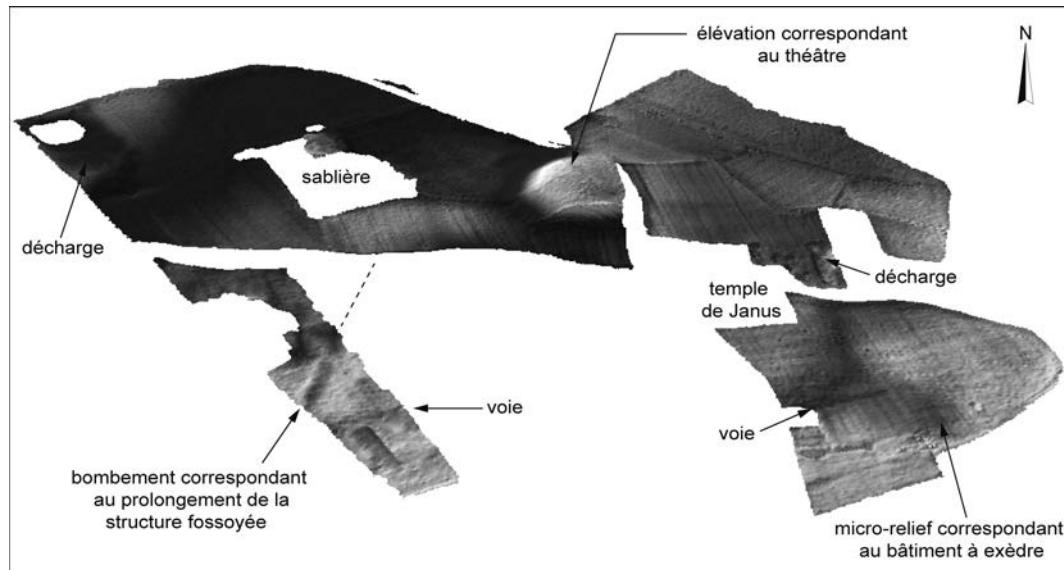 élévation correspondant
au théâtre
N
sablière
décharge
décharge
temple
de Janus
voie
voie
bombement correspondant
au prolongement de la
structure fossoyée
micro-relief correspondant
au bâtiment à exèdre